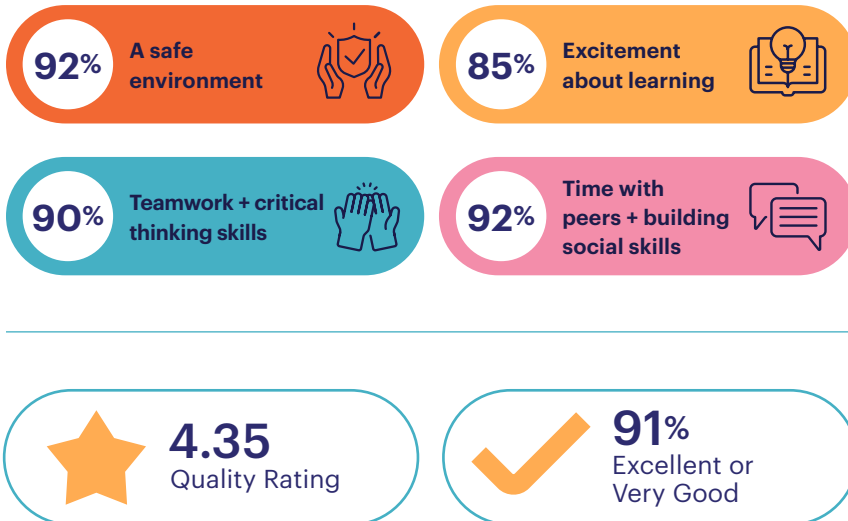 92%
A safe
environment
85%
Excitement
about learning
90%
Teamwork + critical
thinking skills
92%
Time with
peers + building
social skills
4.35
Quality Rating
91%
Excellent or
Very Good